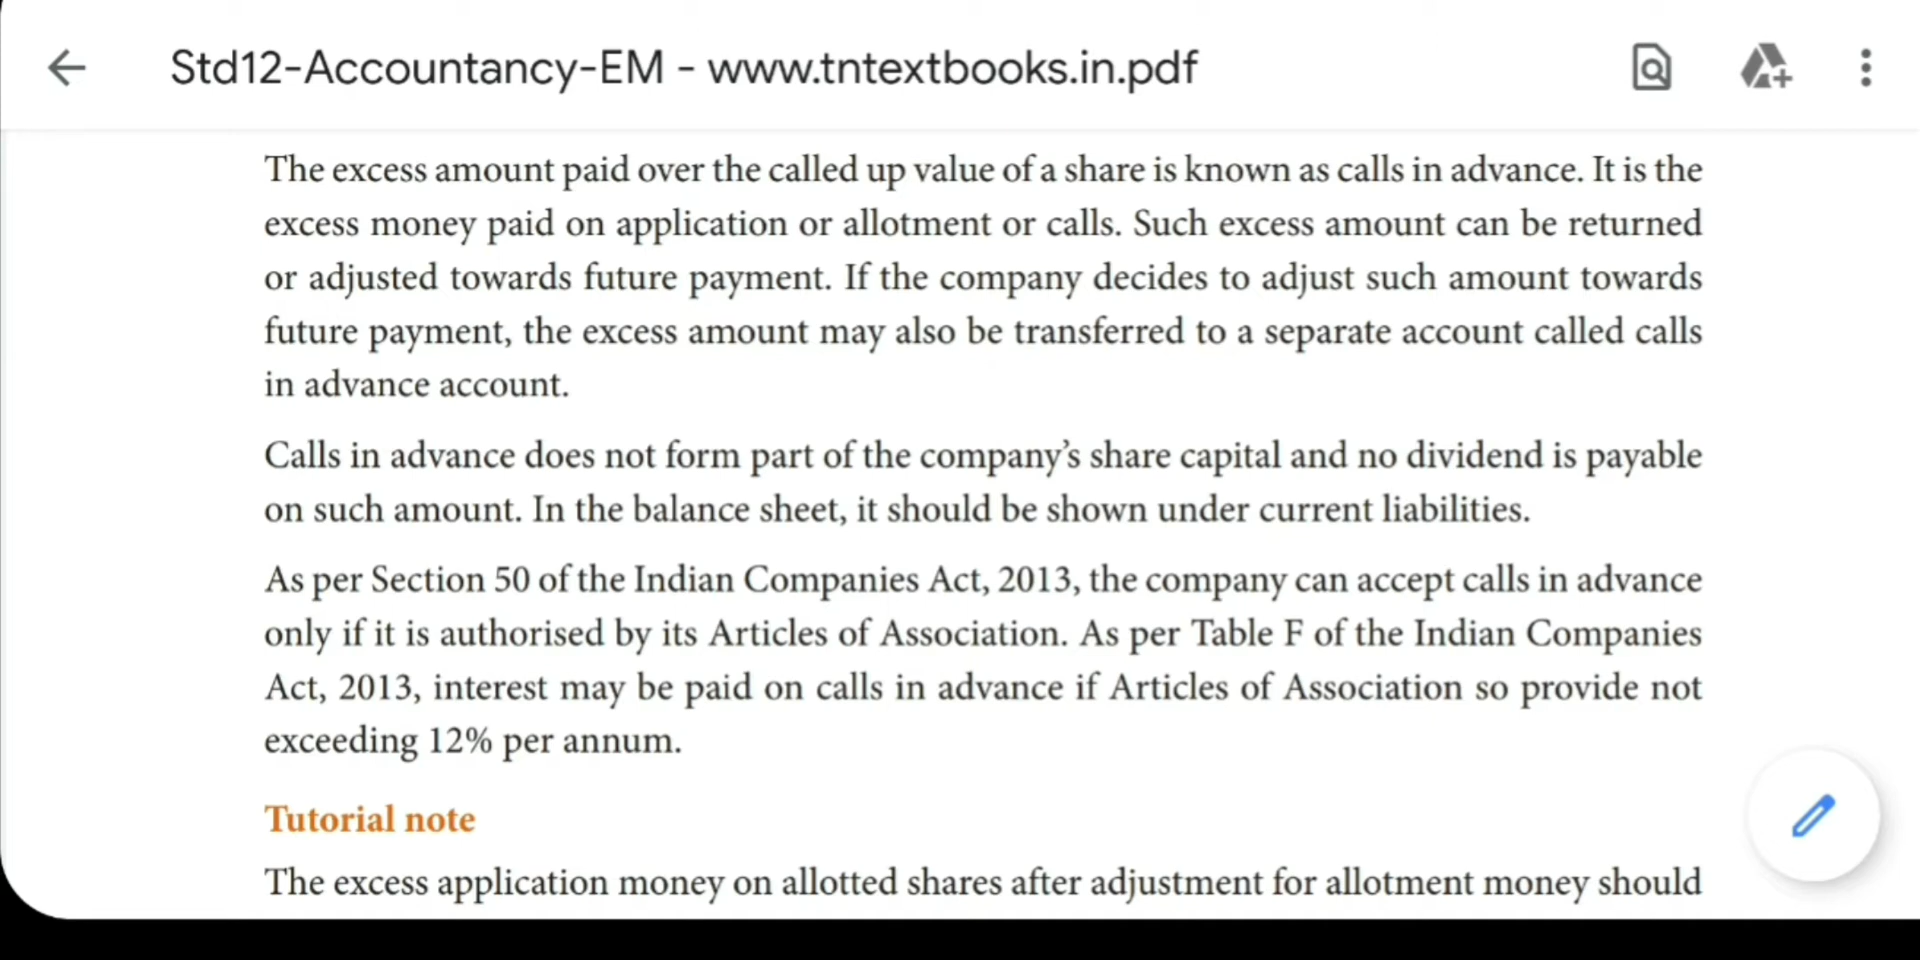 Std12-Accountancy-EM - www.tntextbooks.in.pdf
The excess amount paid over the called up value of a share is known as calls in advance. It is the
excess money paid on application or allotment or calls. Such excess amount can be returned
or adjusted towards future payment. If the company decides to adjust such amount towards
future payment, the excess amount may also be transferred to a separate account called calls
in advance account.
Calls in advance does not form part of the company’s share capital and no dividend is payable
on such amount. In the balance sheet, it should be shown under current liabilities.
As per Section 50 of the Indian Companies Act, 2013, the company can accept calls in advance
only if it is authorised by its Articles of Association. As per Table F of the Indian Companies
Act, 2013, interest may be paid on calls in advance if Articles of Association so provide not
exceeding 12% per annum.
Tutorial note
The excess application money on allotted shares after adjustment for allotment money should